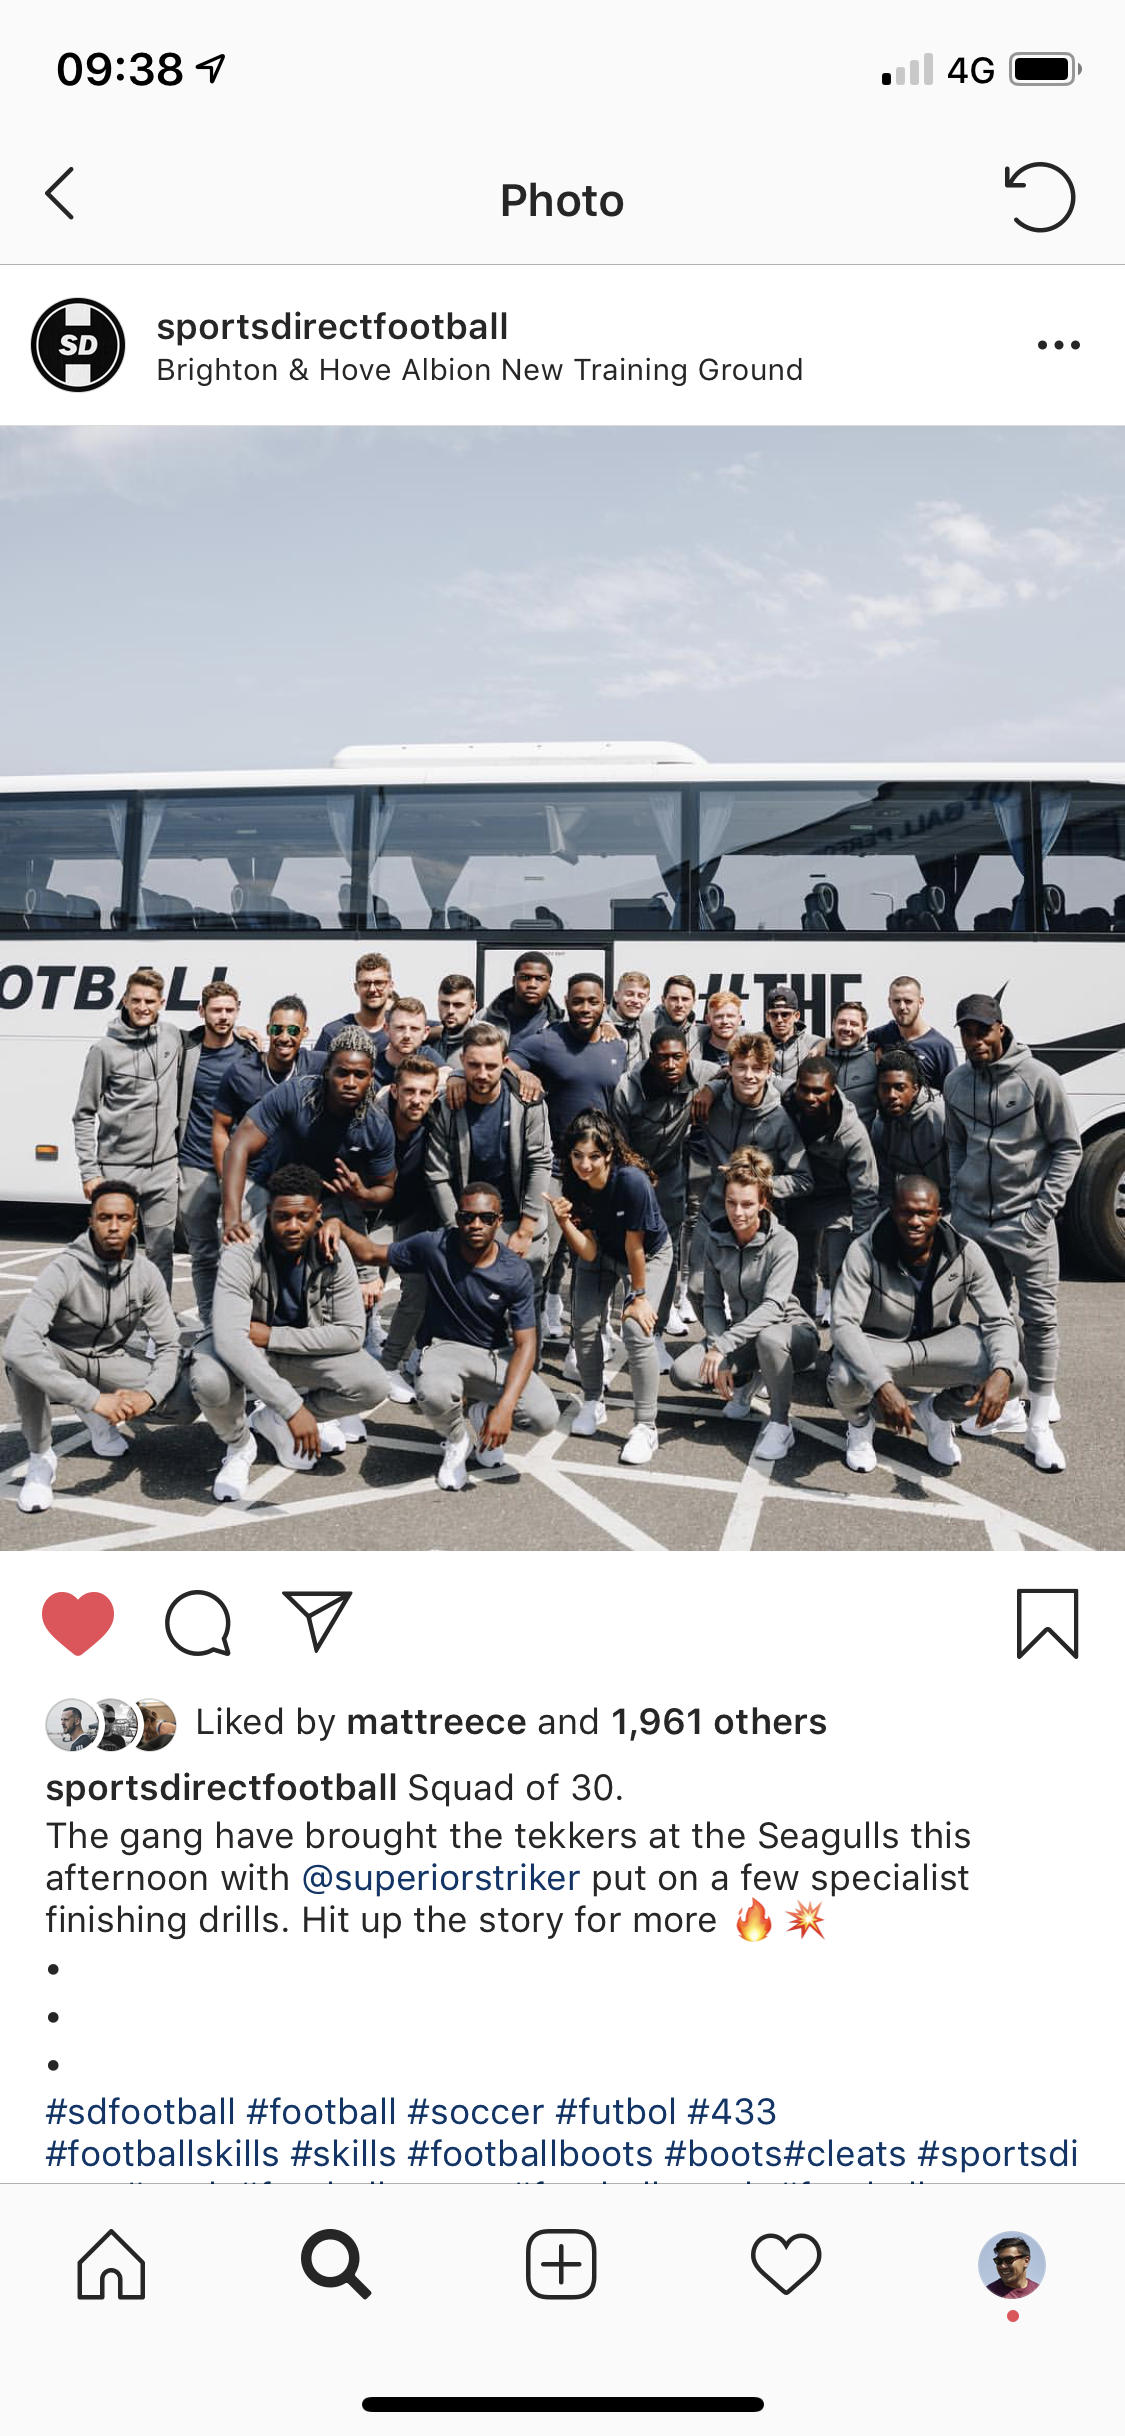 09:38
4G
Photo
SD
sportsdirectfootball
Brighton & Hove Albion New Training Ground
OTBALL
#THE
Liked by mattreece and 1,961 others
sportsdirectfootball Squad of 30.
The gang have brought the tekkers at the Seagulls this
afternoon with @superiorstriker put on a few specialist
finishing drills. Hit up the story for more 🔥 💥
•
•
•
#sdfootball #football #soccer #futbol #433
#footballskills #skills #footballboots #boots#cleats #sportsdi